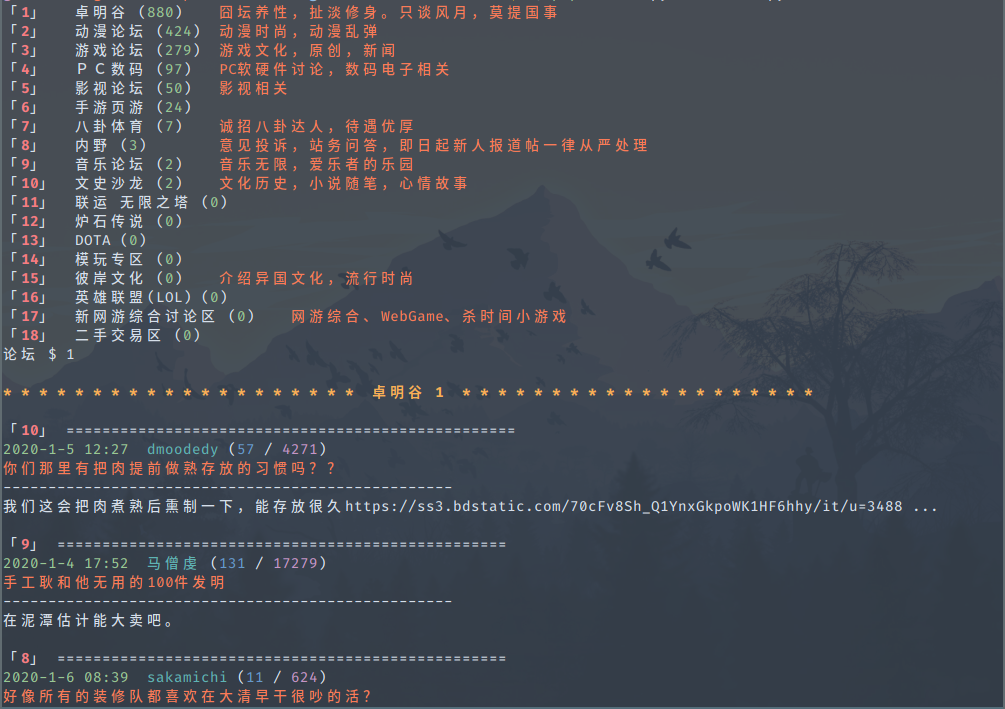 「1」 卓明谷 (880) 囧坛养性，扯淡修身。只谈风月，莫提国事
「2」 动漫论坛 (424) 动漫时尚，动漫乱弹
「3」 游戏论坛 (279) 游戏文化，原创，新闻
「4」 ＰＣ数码 (97) PC软硬件讨论，数码电子相关
「5」 影视论坛 (50) 影视相关
「6」 手游页游 (24)
「7」 八卦体育 (7) 诚招八卦达人，待遇优厚
「8」 内野 (3) 意见投诉，站务问答，即日起新人报道帖一律从严处理
「9」 音乐论坛 (2) 音乐无限，爱乐者的乐园
「10」 文史沙龙 (2) 文化历史，小说随笔，心情故事
「11」 联运 无限之塔 (0)
「12」 炉石传说 (0)
「13」 DOTA (0)
「14」 模玩专区 (0)
「15」 彼岸文化 (0) 介绍异国文化，流行时尚
「16」 英雄联盟(LOL) (0)
「17」 新网游综合讨论区 (0) 网游综合、WebGame、杀时间小游戏
「18」 二手交易区 (0)
论坛 $ 1
* * * * * * * * * * * * * * * * * * * * 卓明谷 1 * * * * * * * * * * * * * * * * * * * *
「10」 ==================================================
2020-1-5 12:27 dmoodedy (57 / 4271)
你们那里有把肉提前做熟存放的习惯吗？？
--------------------------------------------------
我们这会把肉煮熟后熏制一下，能存放很久https://ss3.bdstatic.com/70cFv8Sh_Q1YnxGkpoWK1HF6hhy/it/u=3488 ...
「9」 ==================================================
2020-1-4 17:52 马僧虔 (131 / 17279)
手工耿和他无用的100件发明
--------------------------------------------------
在泥潭估计能大卖吧。
「8」 ==================================================
2020-1-6 08:39 sakamichi (11 / 624)
好像所有的装修队都喜欢在大清早干很吵的活？